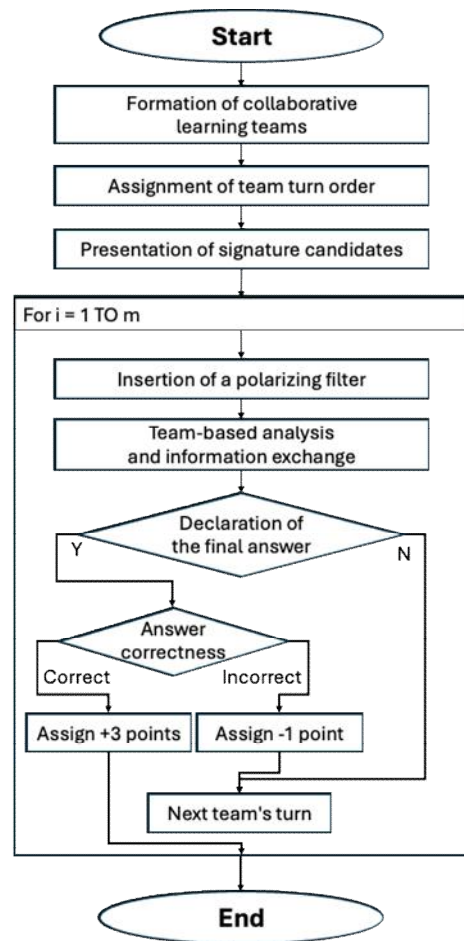 Start
Formation of collaborative
learning teams
Assignment of team turn order
Presentation of signature candidates
For i = 1 TO m
Insertion of a polarizing filter
Team-based analysis
and information exchange
Declaration of
the final answer
Y
N
Answer
correctness
Correct
Incorrect
Assign +3 points
Assign -1 point
Next team's turn
End